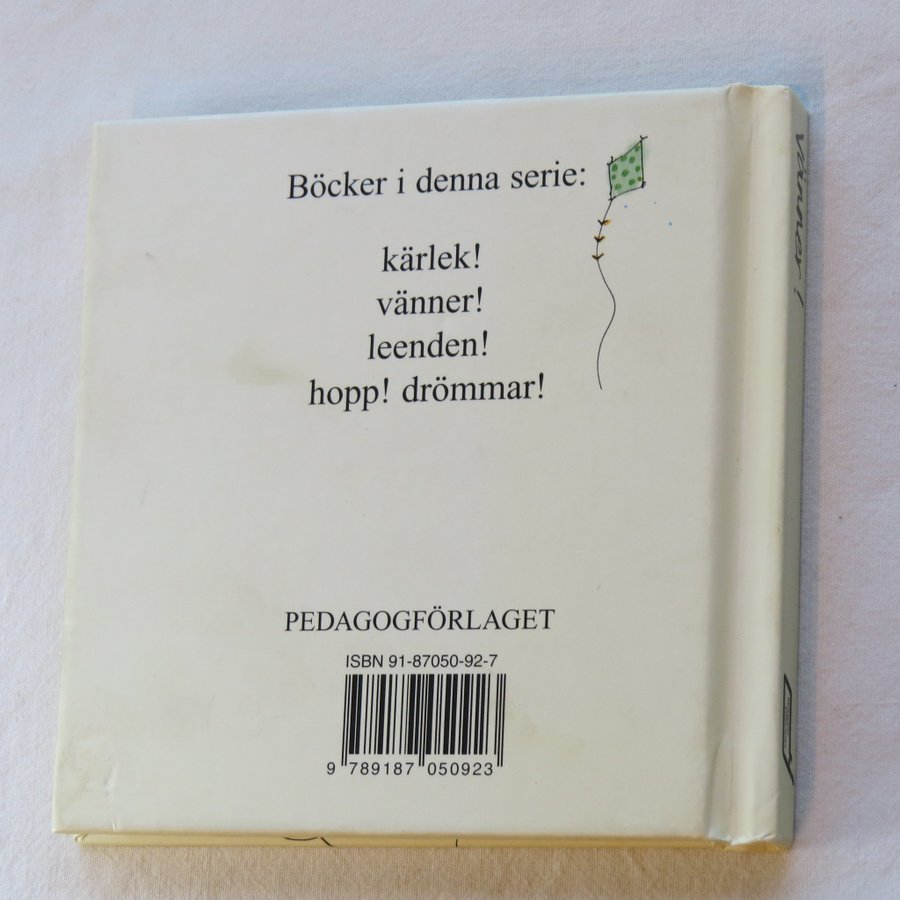 Böcker i denna serie:
kärlek!
vänner!
leenden!
hopp! drömmar!
PEDAGOGFÖRLAGET
ISBN 91-87050-92-7
9 789187 050923
vänner!